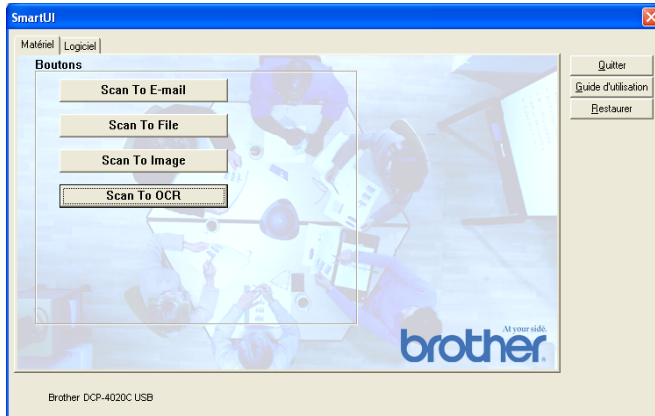 SmartUI
Matériel
Logiciel
Boutons
Scan To E-mail
Scan To File
Scan To Image
Scan To OCR
Quitter
Guide d'utilisation
Restaurer
At your side.
brother
Brother DCP-4020C USB